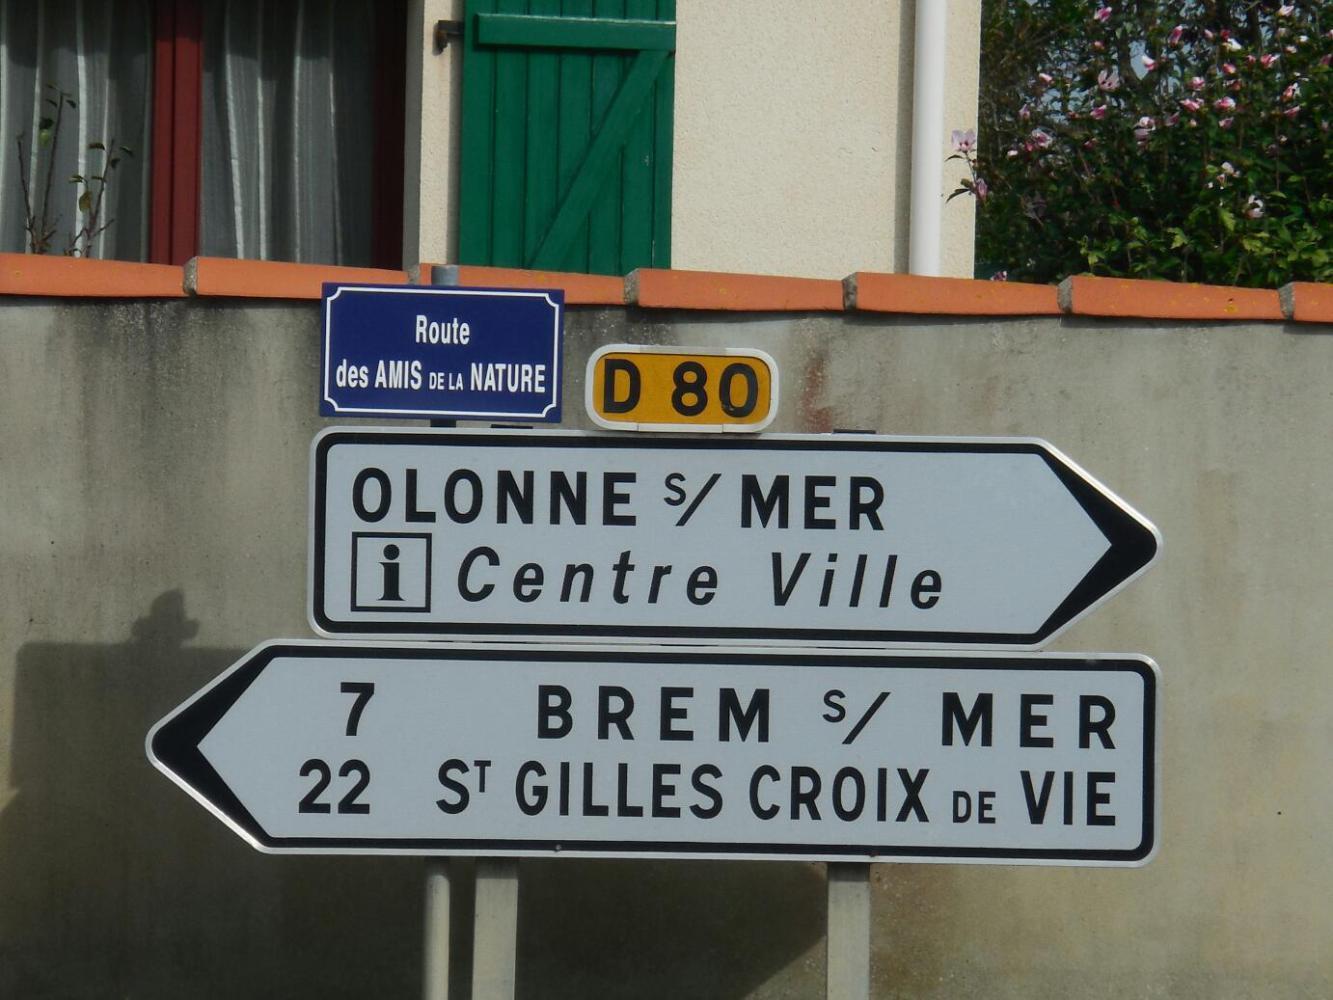 Route
des AMIS DE LA NATURE
D 80
OLONNE S/ MER
i Centre Ville
7 BREM S/ MER
22 ST GILLES CROIX DE VIE